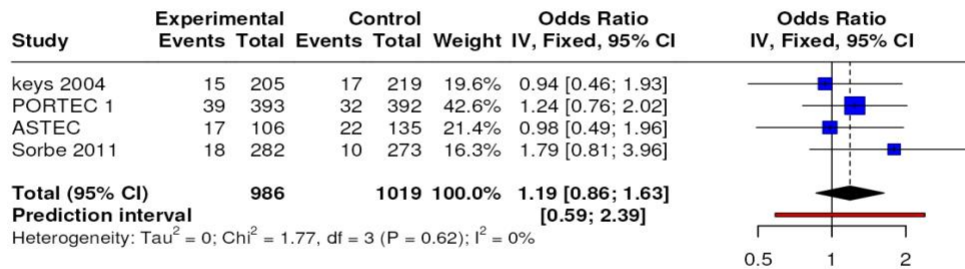 Experimental Control Odds Ratio Odds Ratio
Study Events Total Events Total Weight IV, Fixed, 95% CI IV, Fixed, 95% CI
keys 2004 15 205 17 219 19.6% 0.94 [0.46; 1.93]
PORTEC 1 39 393 32 392 42.6% 1.24 [0.76; 2.02]
ASTEC 17 106 22 135 21.4% 0.98 [0.49; 1.96]
Sorbe 2011 18 282 10 273 16.3% 1.79 [0.81; 3.96]
Total (95% CI) 986 1019 100.0% 1.19 [0.86; 1.63]
Prediction interval [0.59; 2.39]
Heterogeneity: Tau² = 0; Chi² = 1.77, df = 3 (P = 0.62); I² = 0%
0.5 1 2